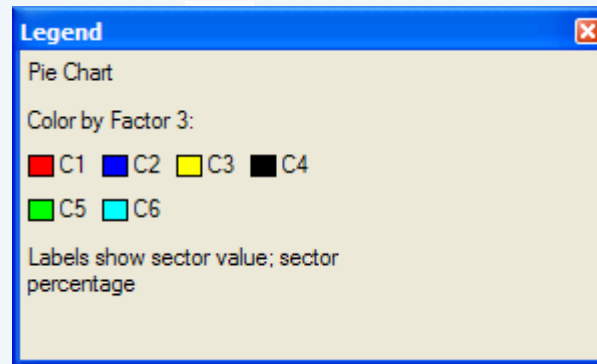 Legend
Pie Chart
Color by Factor 3:
C1 C2 C3 C4
C5 C6
Labels show sector value; sector
percentage